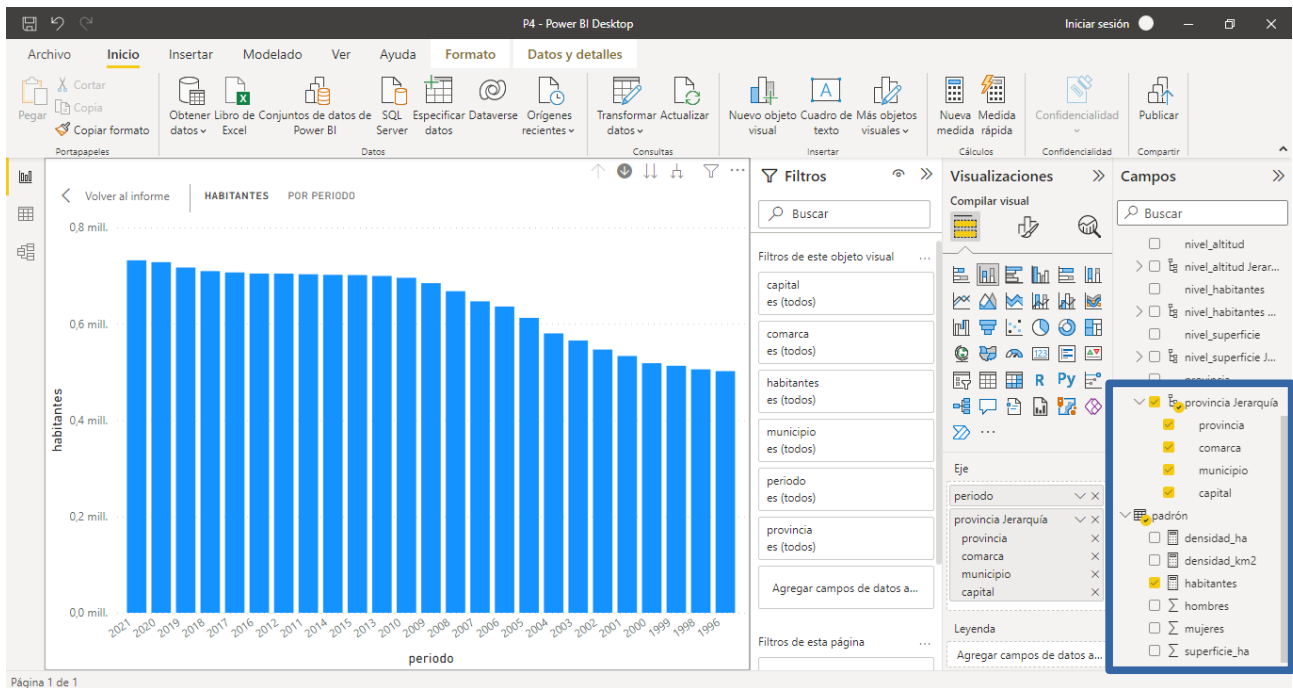 P4 - Power BI Desktop
Iniciar sesión
Archivo Inicio Insertar Modelado Ver Ayuda Formato Datos y detalles
Pegar
Cortar
Copia
Copiar formato
Portapapeles
Obtener datos
Libro de Excel
Conjuntos de datos de Power BI
SQL Server
Especificar datos
Dataverse
Orígenes recientes
Datos
Transformar datos
Actualizar
Consultas
Nuevo objeto visual
Cuadro de texto
Más objetos visuales
Insertar
Nueva medida
Medida rápida
Cálculos
Confidencialidad
Confidencialidad
Publicar
Compartir
Volver al informe
HABITANTES POR PERIODO
0,8 mill.
0,6 mill.
0,4 mill.
0,2 mill.
0,0 mill.
habitantes
2021 2020 2019 2018 2017 2016 2012 2011 2014 2015 2013 2010 2009 2008 2007 2006 2005 2004 2003 2002 2001 2000 1999 1998 1996
periodo
Filtros
Buscar
Filtros de este objeto visual
capital
es (todos)
comarca
es (todos)
habitantes
es (todos)
municipio
es (todos)
periodo
es (todos)
provincia
es (todos)
Agregar campos de datos a...
Filtros de esta página
Visualizaciones
Compilar visual
123
R Py
Eje
periodo
provincia Jerarquía
provincia
comarca
municipio
capital
Leyenda
Agregar campos de datos a...
Campos
Buscar
nivel_altitud
nivel_altitud Jerar...
nivel_habitantes
nivel_habitantes ...
nivel_superficie
nivel_superficie J...
provincia
provincia Jerarquía
provincia
comarca
municipio
capital
padrón
densidad_ha
densidad_km2
habitantes
hombres
mujeres
superficie_ha
Página 1 de 1